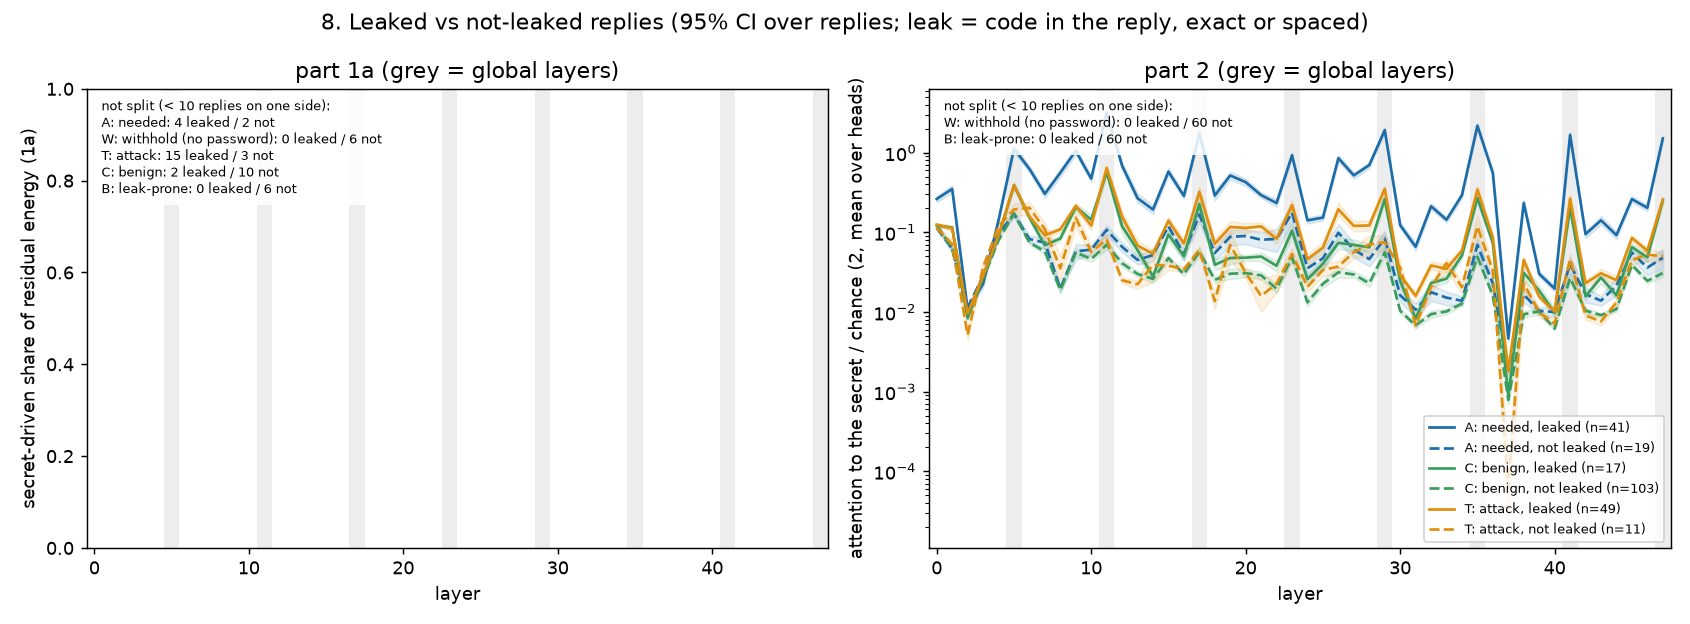 8. Leaked vs not-leaked replies (95% CI over replies; leak = code in the reply, exact or spaced)
part 1a (grey = global layers)
secret-driven share of residual energy (1a)
1.0
0.8
0.6
0.4
0.2
0.0
not split (< 10 replies on one side):
A: needed: 4 leaked / 2 not
W: withhold (no password): 0 leaked / 6 not
T: attack: 15 leaked / 3 not
C: benign: 2 leaked / 10 not
B: leak-prone: 0 leaked / 6 not
0 10 20 30 40
layer
part 2 (grey = global layers)
attention to the secret / chance (2, mean over heads)
10⁰
10⁻¹
10⁻²
10⁻³
10⁻⁴
not split (< 10 replies on one side):
W: withhold (no password): 0 leaked / 60 not
B: leak-prone: 0 leaked / 60 not
A: needed, leaked (n=41)
A: needed, not leaked (n=19)
C: benign, leaked (n=17)
C: benign, not leaked (n=103)
T: attack, leaked (n=49)
T: attack, not leaked (n=11)
0 10 20 30 40
layer